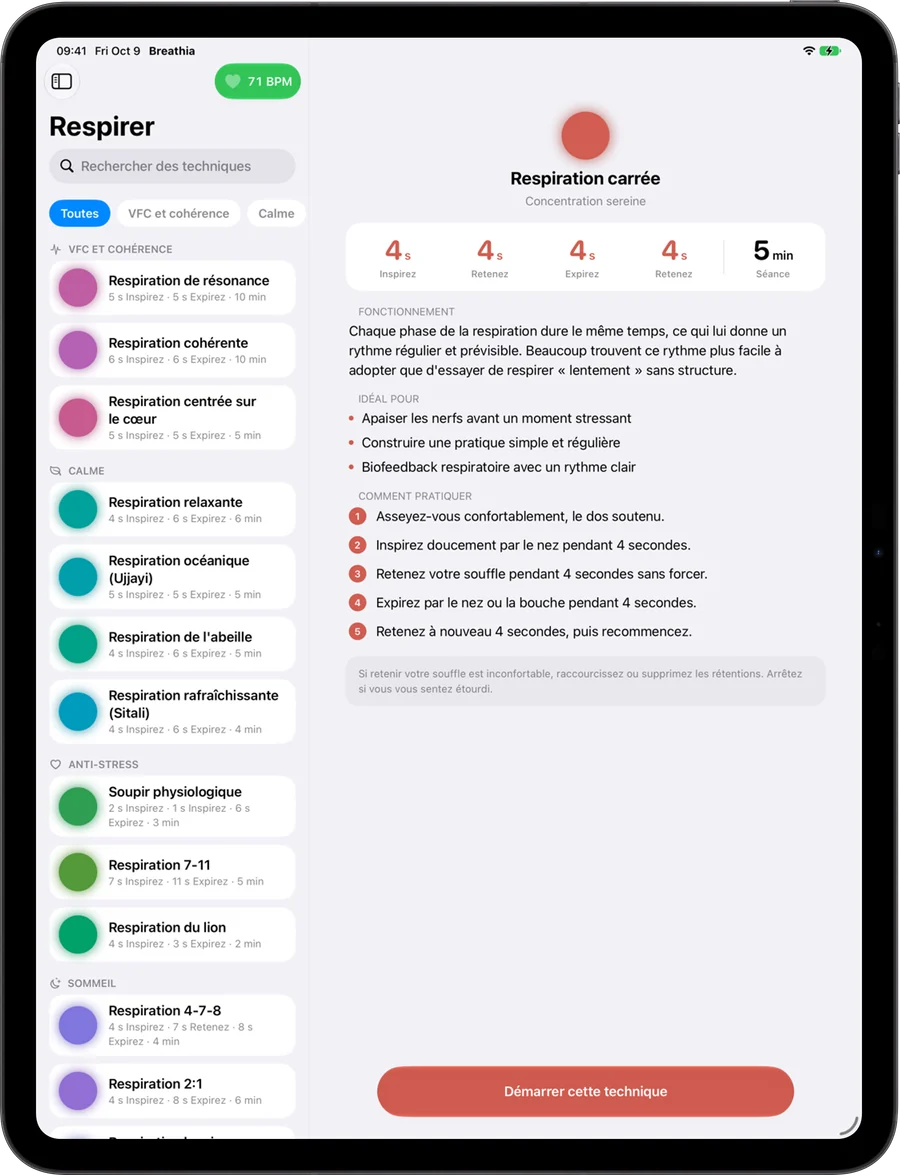 09:41 Fri Oct 9 Breathia
71 BPM
Respirer
Rechercher des techniques
Toutes VFC et cohérence Calme
VFC ET COHÉRENCE
Respiration de résonance
5 s Inspirez · 5 s Expirez · 10 min
Respiration cohérente
6 s Inspirez · 6 s Expirez · 10 min
Respiration centrée sur
le cœur
5 s Inspirez · 5 s Expirez · 5 min
CALME
Respiration relaxante
4 s Inspirez · 6 s Expirez · 6 min
Respiration océanique
(Ujjayi)
5 s Inspirez · 5 s Expirez · 5 min
Respiration de l'abeille
4 s Inspirez · 6 s Expirez · 5 min
Respiration rafraîchissante
(Sitali)
4 s Inspirez · 6 s Expirez · 4 min
ANTI-STRESS
Soupir physiologique
2 s Inspirez · 1 s Inspirez · 6 s
Expirez · 3 min
Respiration 7-11
7 s Inspirez · 11 s Expirez · 5 min
Respiration du lion
4 s Inspirez · 3 s Expirez · 2 min
SOMMEIL
Respiration 4-7-8
4 s Inspirez · 7 s Retenez · 8 s
Expirez · 4 min
Respiration 2:1
4 s Inspirez · 8 s Expirez · 6 min
Respiration carrée
Concentration sereine
4 s 4 s 4 s 4 s 5 min
Inspirez Retenez Expirez Retenez Séance
FONCTIONNEMENT
Chaque phase de la respiration dure le même temps, ce qui lui donne un
rythme régulier et prévisible. Beaucoup trouvent ce rythme plus facile à
adopter que d'essayer de respirer « lentement » sans structure.
IDÉAL POUR
• Apaiser les nerfs avant un moment stressant
• Construire une pratique simple et régulière
• Biofeedback respiratoire avec un rythme clair
COMMENT PRATIQUER
1 Asseyez-vous confortablement, le dos soutenu.
2 Inspirez doucement par le nez pendant 4 secondes.
3 Retenez votre souffle pendant 4 secondes sans forcer.
4 Expirez par le nez ou la bouche pendant 4 secondes.
5 Retenez à nouveau 4 secondes, puis recommencez.
Si retenir votre souffle est inconfortable, raccourcissez ou supprimez les rétentions. Arrêtez
si vous vous sentez étourdi.
Démarrer cette technique